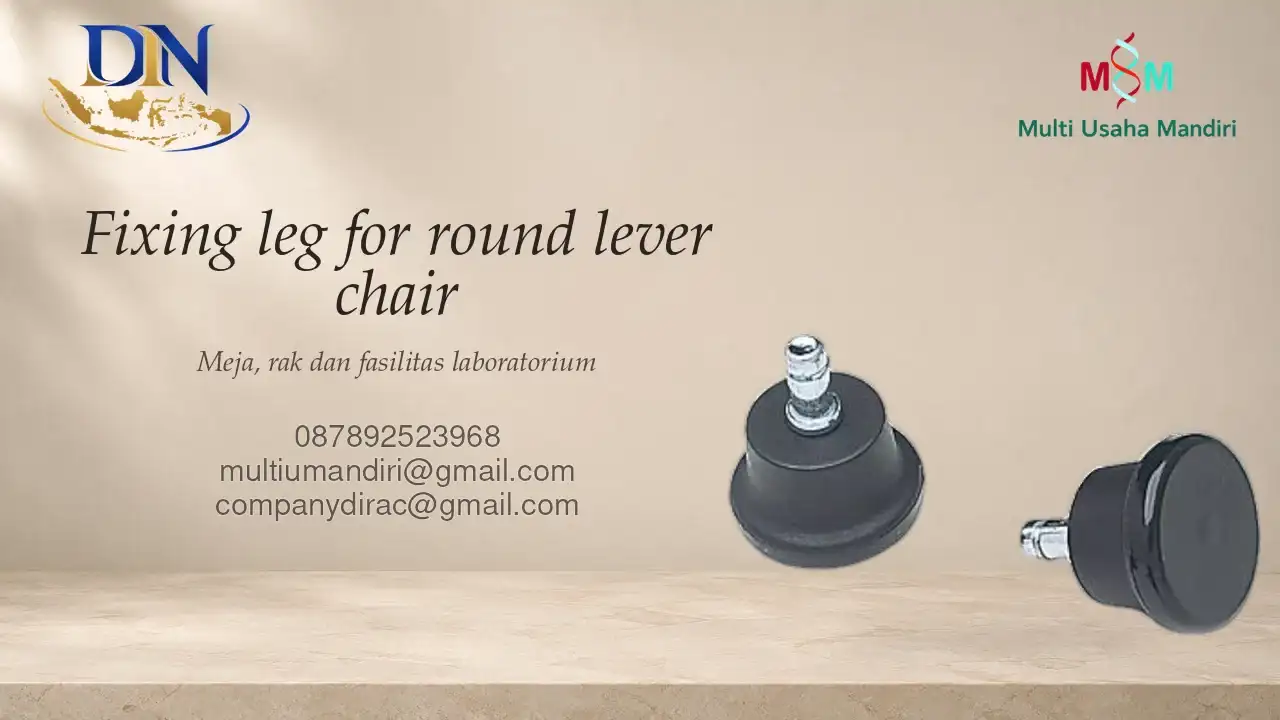 DIN
M M
Multi Usaha Mandiri
Fixing leg for round lever
chair
Meja, rak dan fasilitas laboratorium
087892523968
multiumandiri@gmail.com
companydirac@gmail.com